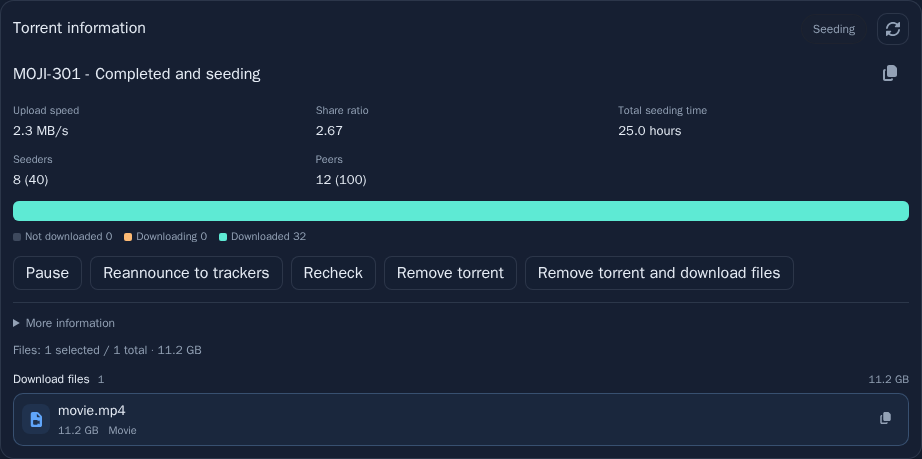 Torrent information
Seeding
MOJI-301 - Completed and seeding
Upload speed
Share ratio
Total seeding time
2.3 MB/s
2.67
25.0 hours
Seeders
Peers
8 (40)
12 (100)
Not downloaded 0
Downloading 0
Downloaded 32
Pause
Reannounce to trackers
Recheck
Remove torrent
Remove torrent and download files
More information
Files: 1 selected / 1 total · 11.2 GB
Download files 1
11.2 GB
movie.mp4
11.2 GB Movie